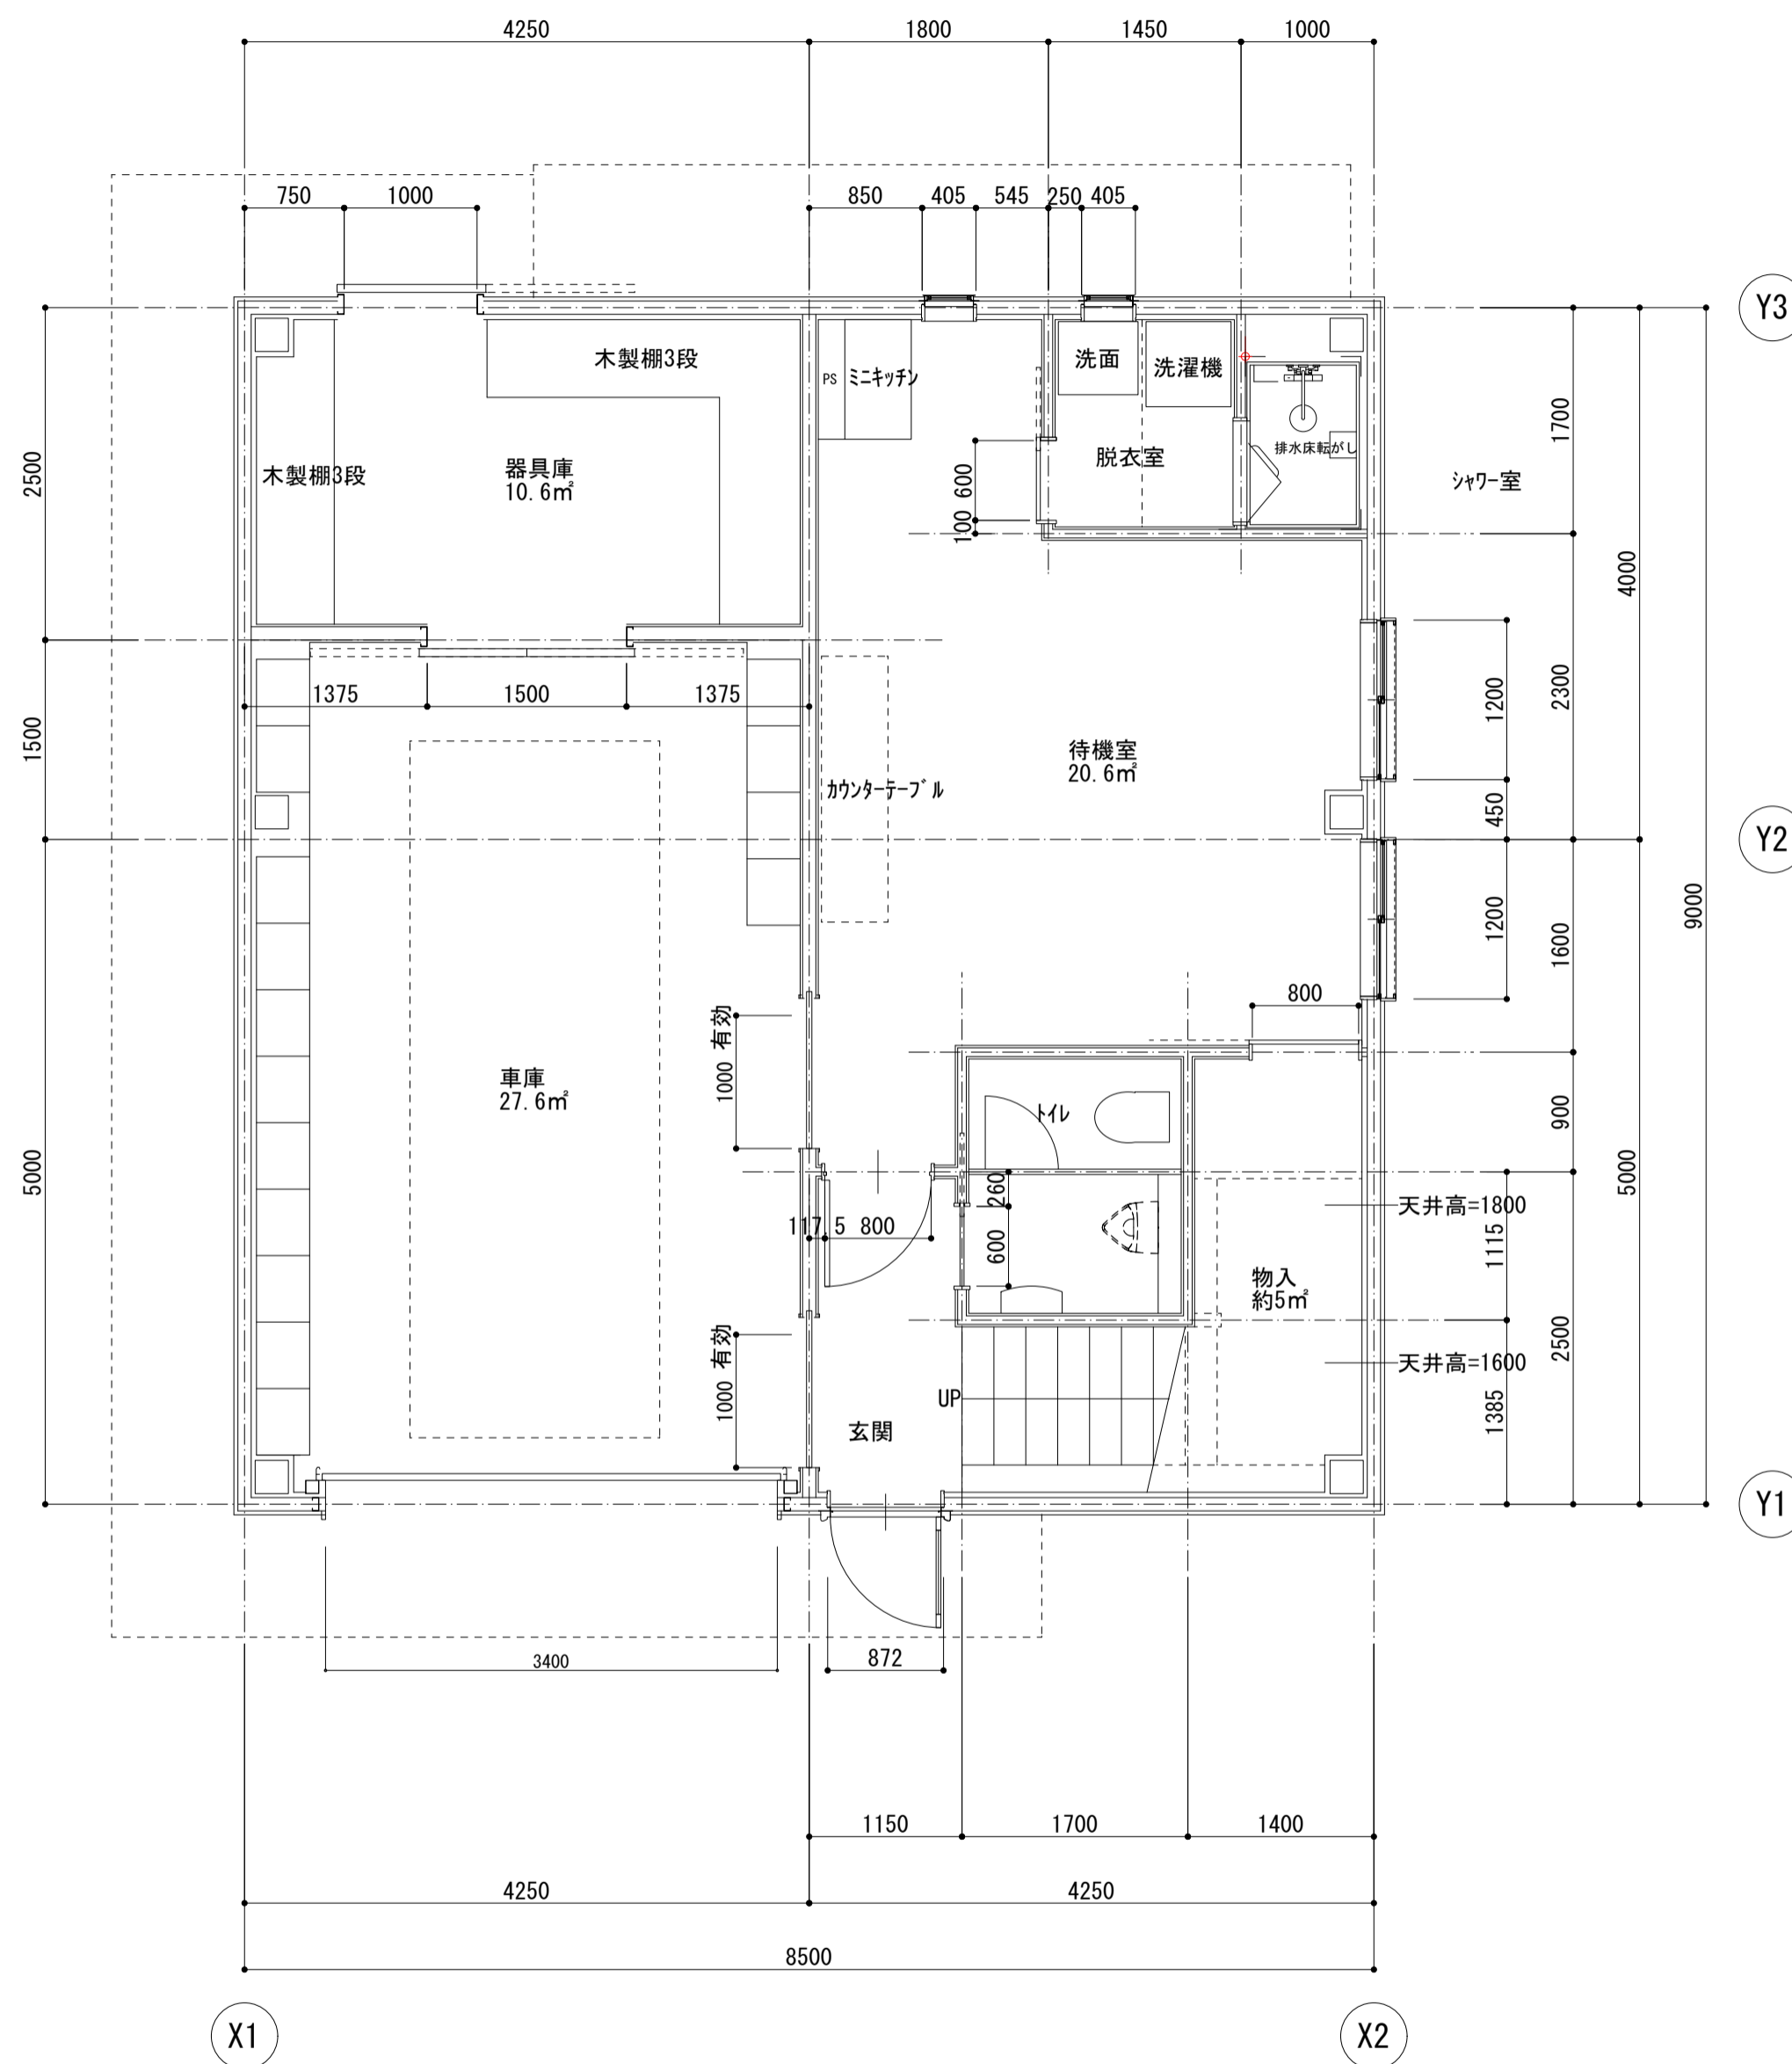 4250 1800 1450 1000
750 1000 850 405 545 250 405
Y3
木製棚3段 洗面 洗濯機
PS ミニキッチン
1700
排水床転がし
脱衣室
木製棚3段 器具庫 シャワー室
10.6㎡
2500 600
100
4000
1375 1500 1375 1200 2300
1500
待機室
20.6㎡
カウンターテーブル
450
Y2
9000
1200 1600
800
1000 有効
車庫
27.6㎡
トイレ
900
5000 5000
260
天井高=1800
117.5 800
600
1115
物入
約5㎡
2500
1000 有効
天井高=1600
UP
1385
玄関
Y1
3400 872
1150 1700 1400
4250 4250
8500
X1 X2